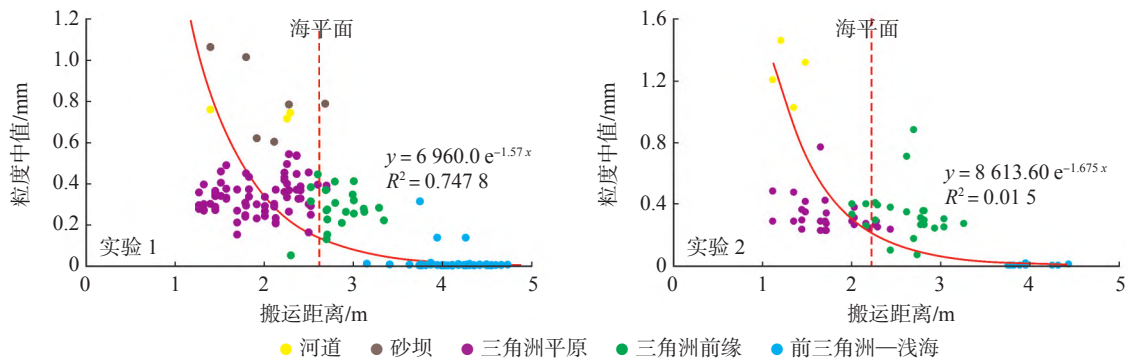 1.2
1.0
0.8
0.6
0.4
0.2
0
粒度中值/mm
海平面
y = 6 960.0 e^{-1.57 x}
R² = 0.747 8
实验 1
0 1 2 3 4 5
搬运距离/m
1.6
1.2
0.8
0.4
0
粒度中值/mm
海平面
y = 8 613.60 e^{-1.675 x}
R² = 0.01 5
实验 2
0 1 2 3 4 5
搬运距离/m
河道 砂坝 三角洲平原 三角洲前缘 前三角洲—浅海